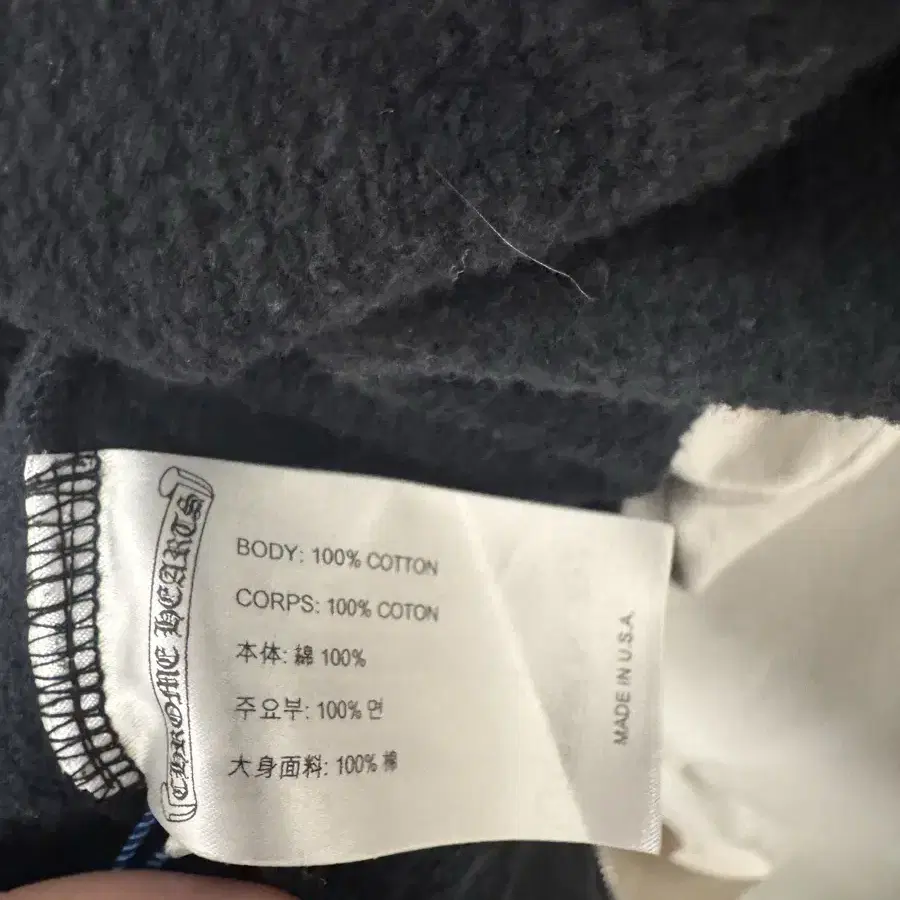 CHROME HEARTS
BODY: 100% COTTON
CORPS: 100% COTON
本体: 綿 100%
주요부: 100% 면
大身面料: 100% 棉
MADE IN U.S.A.